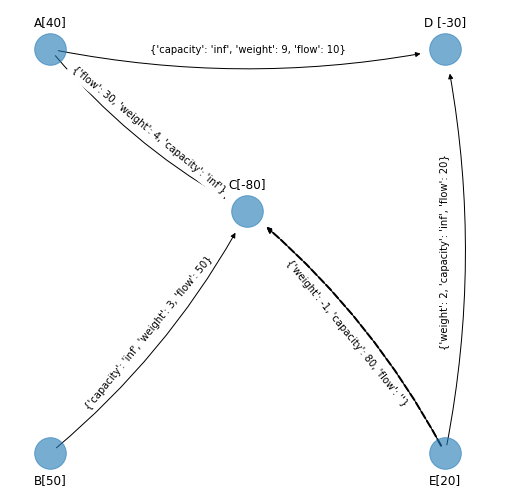 A[40]
D [-30]
{'capacity': 'inf', 'weight': 9, 'flow': 10}
{'flow': 30, 'weight': 4, 'capacity': 'inf'}
C[-80]
{'weight': 2, 'capacity': 'inf', 'flow': 20}
{'capacity': 'inf', 'weight': 3, 'flow': 50}
{'weight': -1, 'capacity': 80, 'flow': ''}
B[50]
E[20]